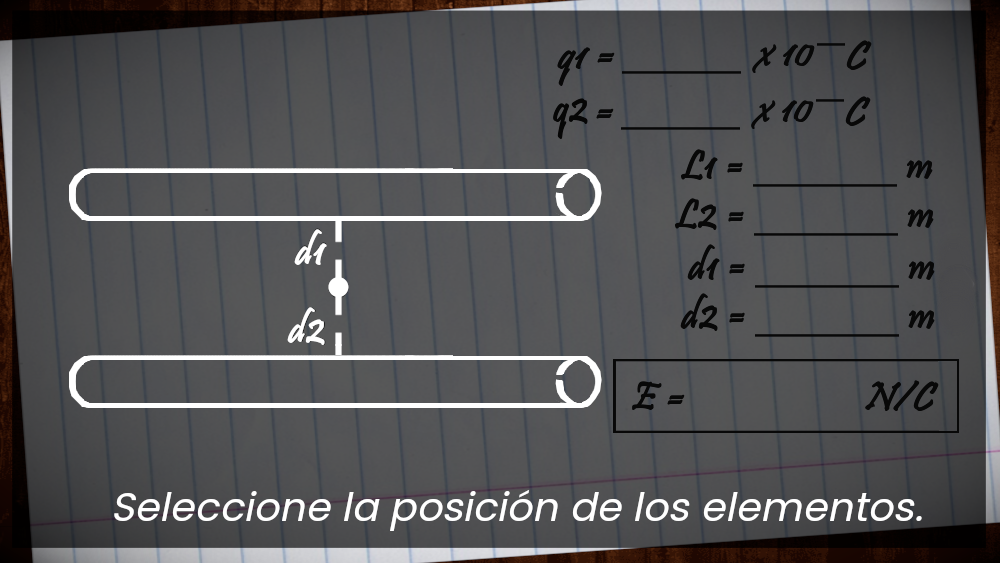 q1 = ______ x 10⁻ C
q2 = ______ x 10⁻ C
L1 = ______ m
L2 = ______ m
d1 = ______ m
d2 = ______ m
d1
d2
E = N/C
Seleccione la posición de los elementos.